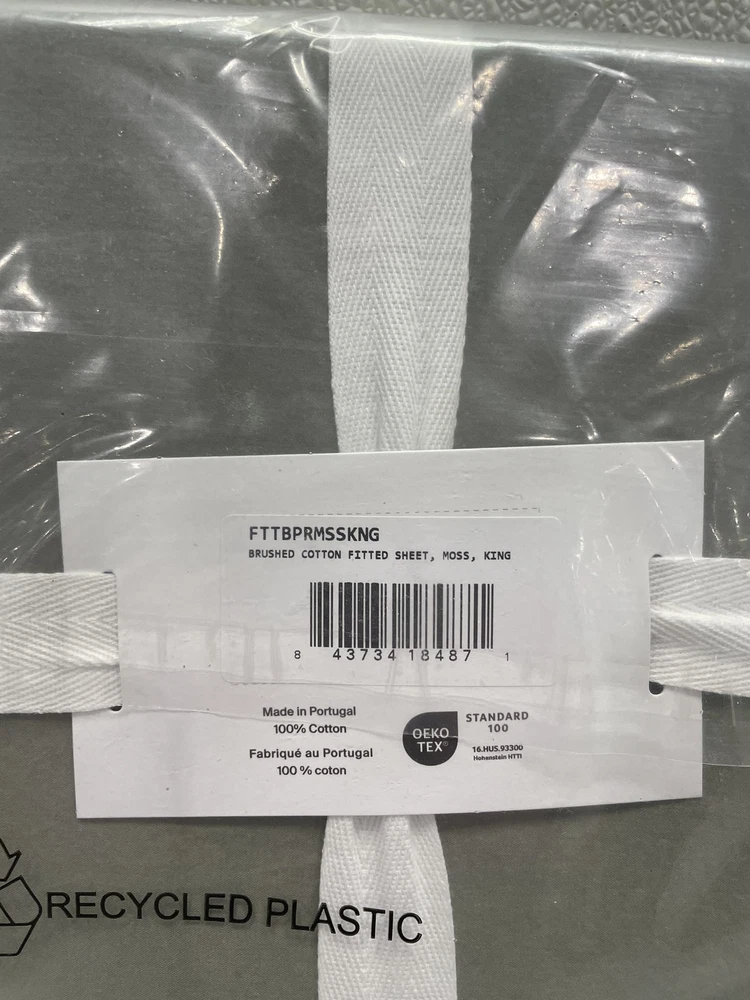 FTTBPRMSSKNG
BRUSHED COTTON FITTED SHEET, MOSS, KING
8 43734 18487 1
Made in Portugal
100% Cotton
Fabriqué au Portugal
100 % coton
OEKO
TEX®
STANDARD
100
16.HUS.93300
Hohenstein HTTI
RECYCLED PLASTIC